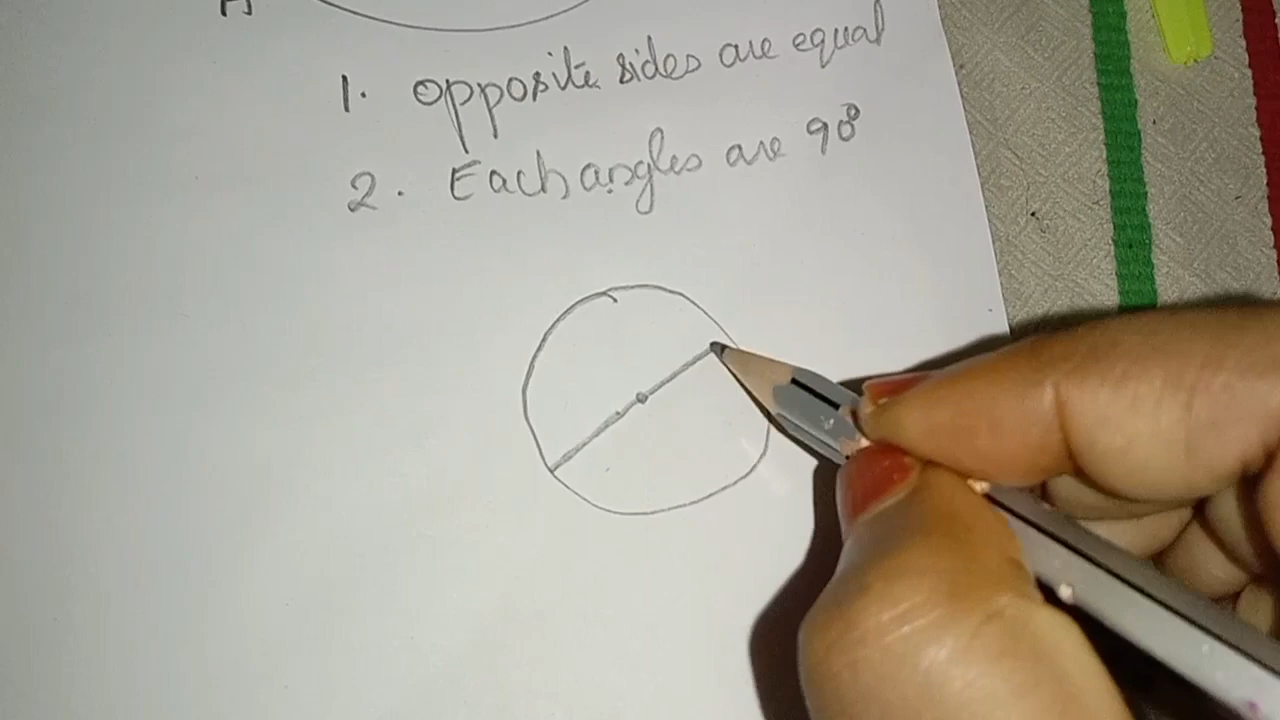 1. opposite sides are equal
2. Each angles are 90°